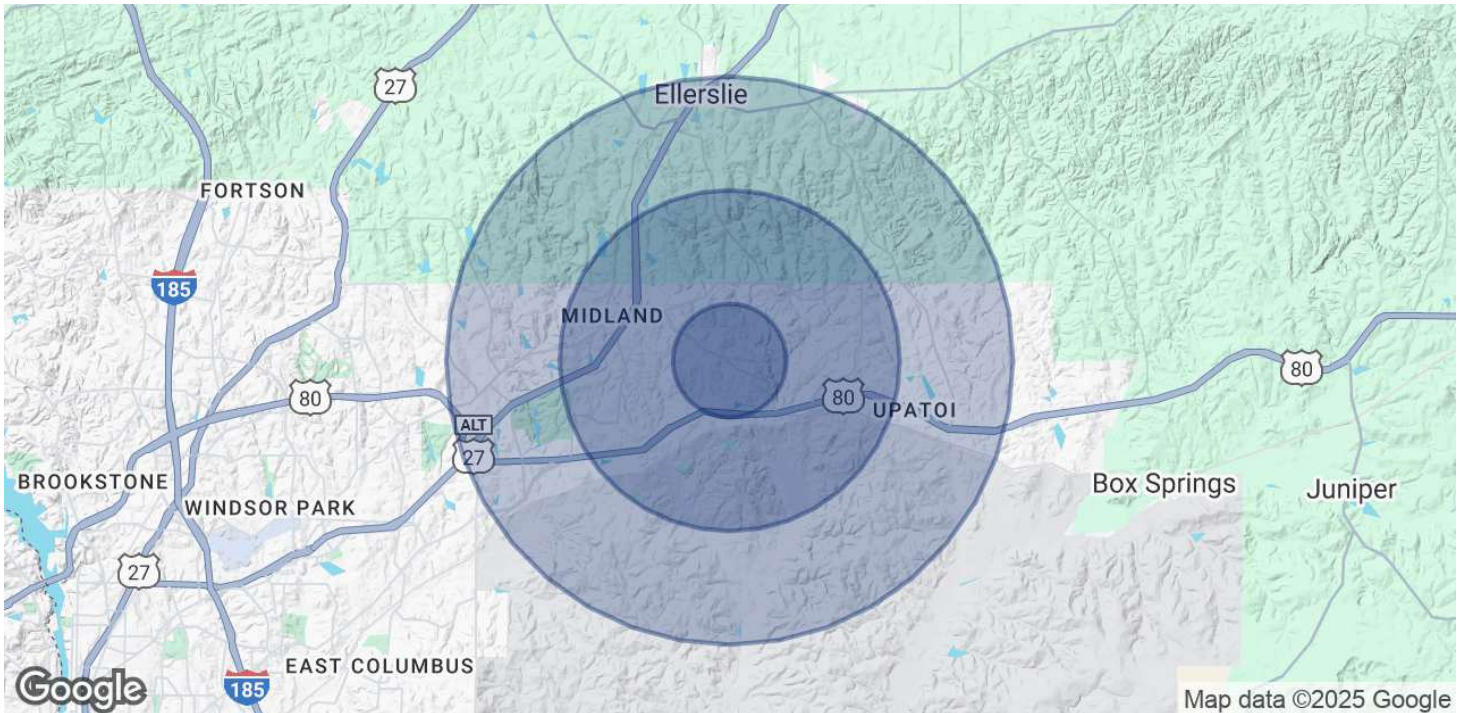 27
Ellerslie
FORTSON
185
MIDLAND
80
80
80
ALT
27
UPATOI
BROOKSTONE
WINDSOR PARK
Box Springs
Juniper
27
EAST COLUMBUS
185
Google
Map data ©2025 Google